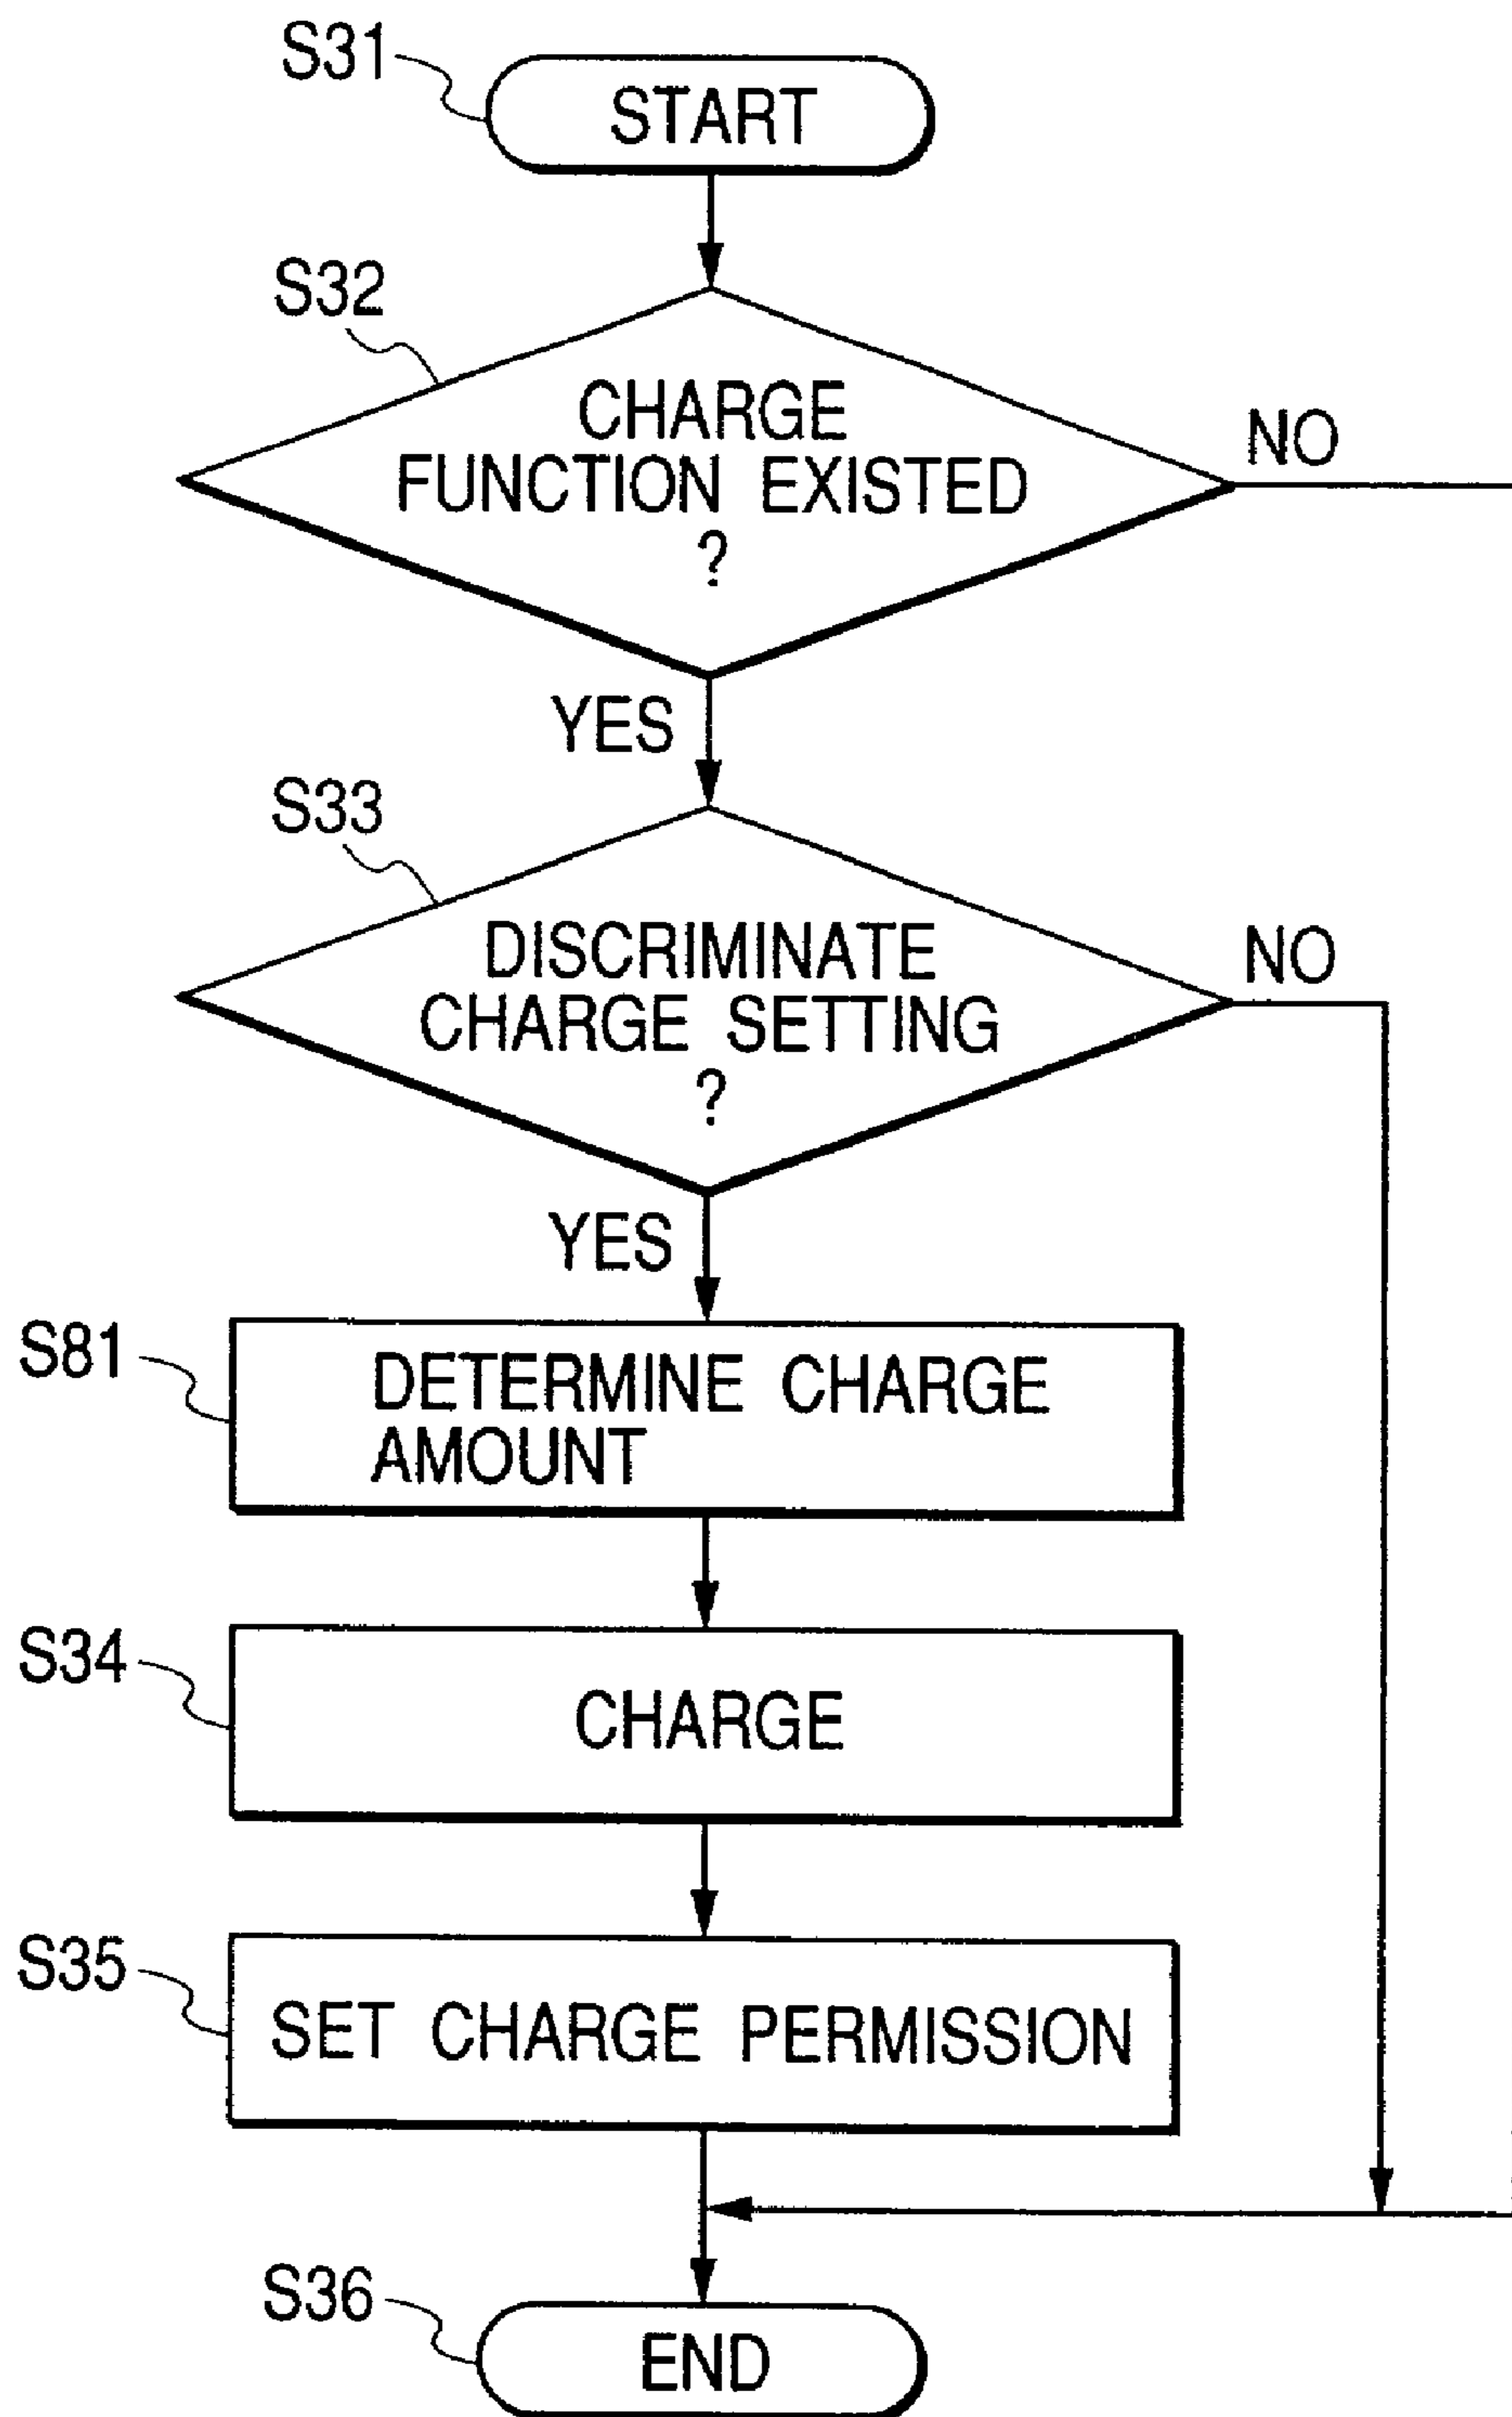 S31
START
S32
CHARGE
FUNCTION EXISTED
?
NO
YES
S33
DISCRIMINATE
CHARGE SETTING
?
NO
YES
S81
DETERMINE CHARGE
AMOUNT
S34
CHARGE
S35
SET CHARGE PERMISSION
S36
END